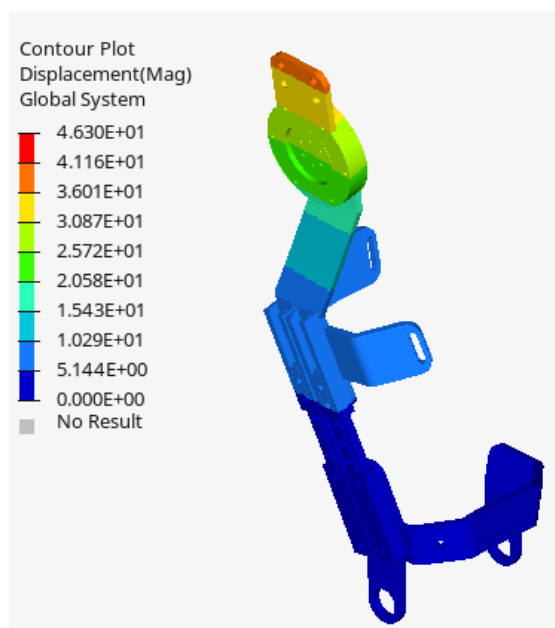 Contour Plot
Displacement(Mag)
Global System
4.630E+01
4.116E+01
3.601E+01
3.087E+01
2.572E+01
2.058E+01
1.543E+01
1.029E+01
5.144E+00
0.000E+00
No Result